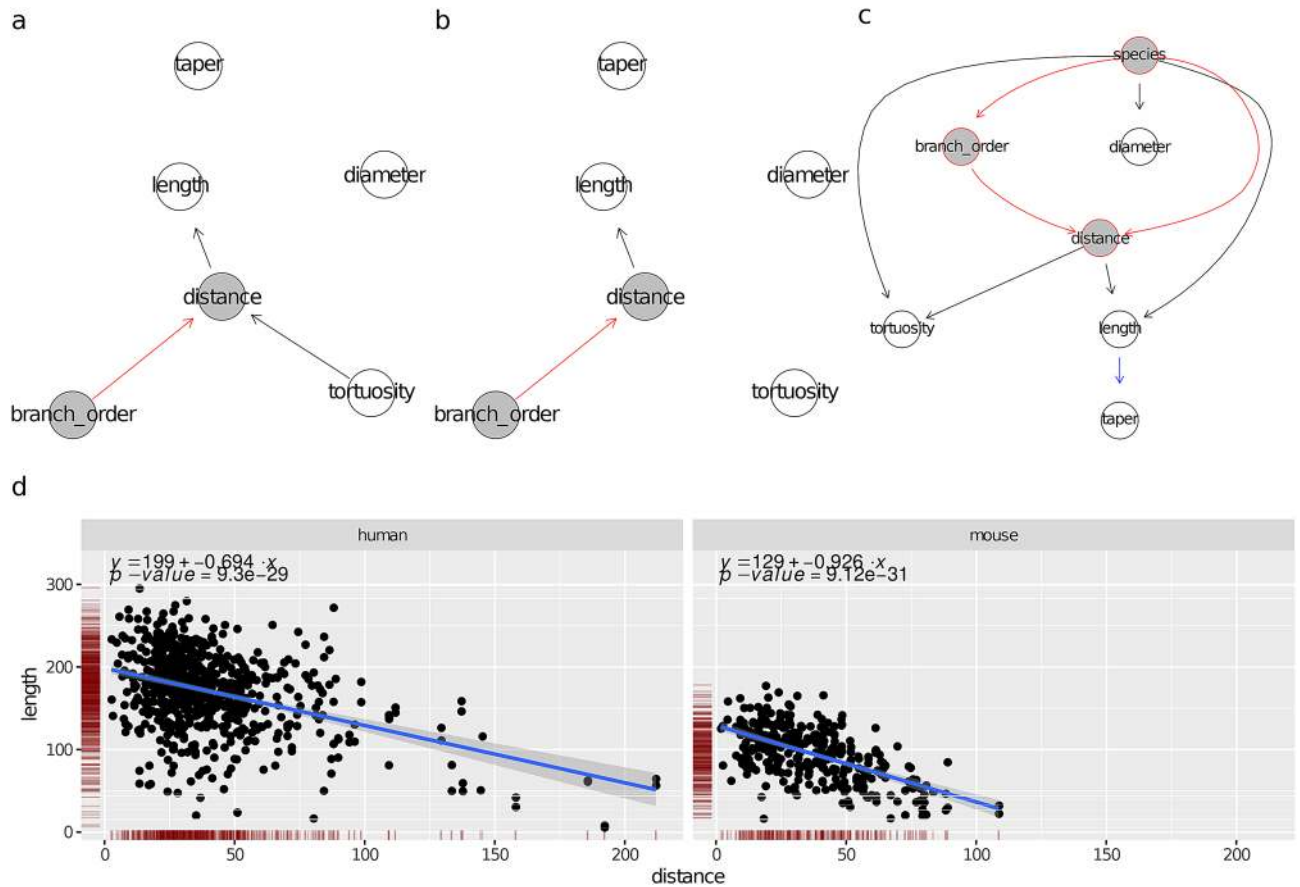 a
taper
length
diameter
distance
tortuosity
branch_order
b
taper
length
diameter
distance
tortuosity
branch_order
c
species
branch_order
diameter
distance
tortuosity
length
taper
d
human
y =199 + −0.694 ·x
p −value = 9.3e−29
mouse
y =129 + −0.926 ·x
p −value = 9.12e−31
length
300
200
100
0
0 50 100 150 200
0 50 100 150 200
distance